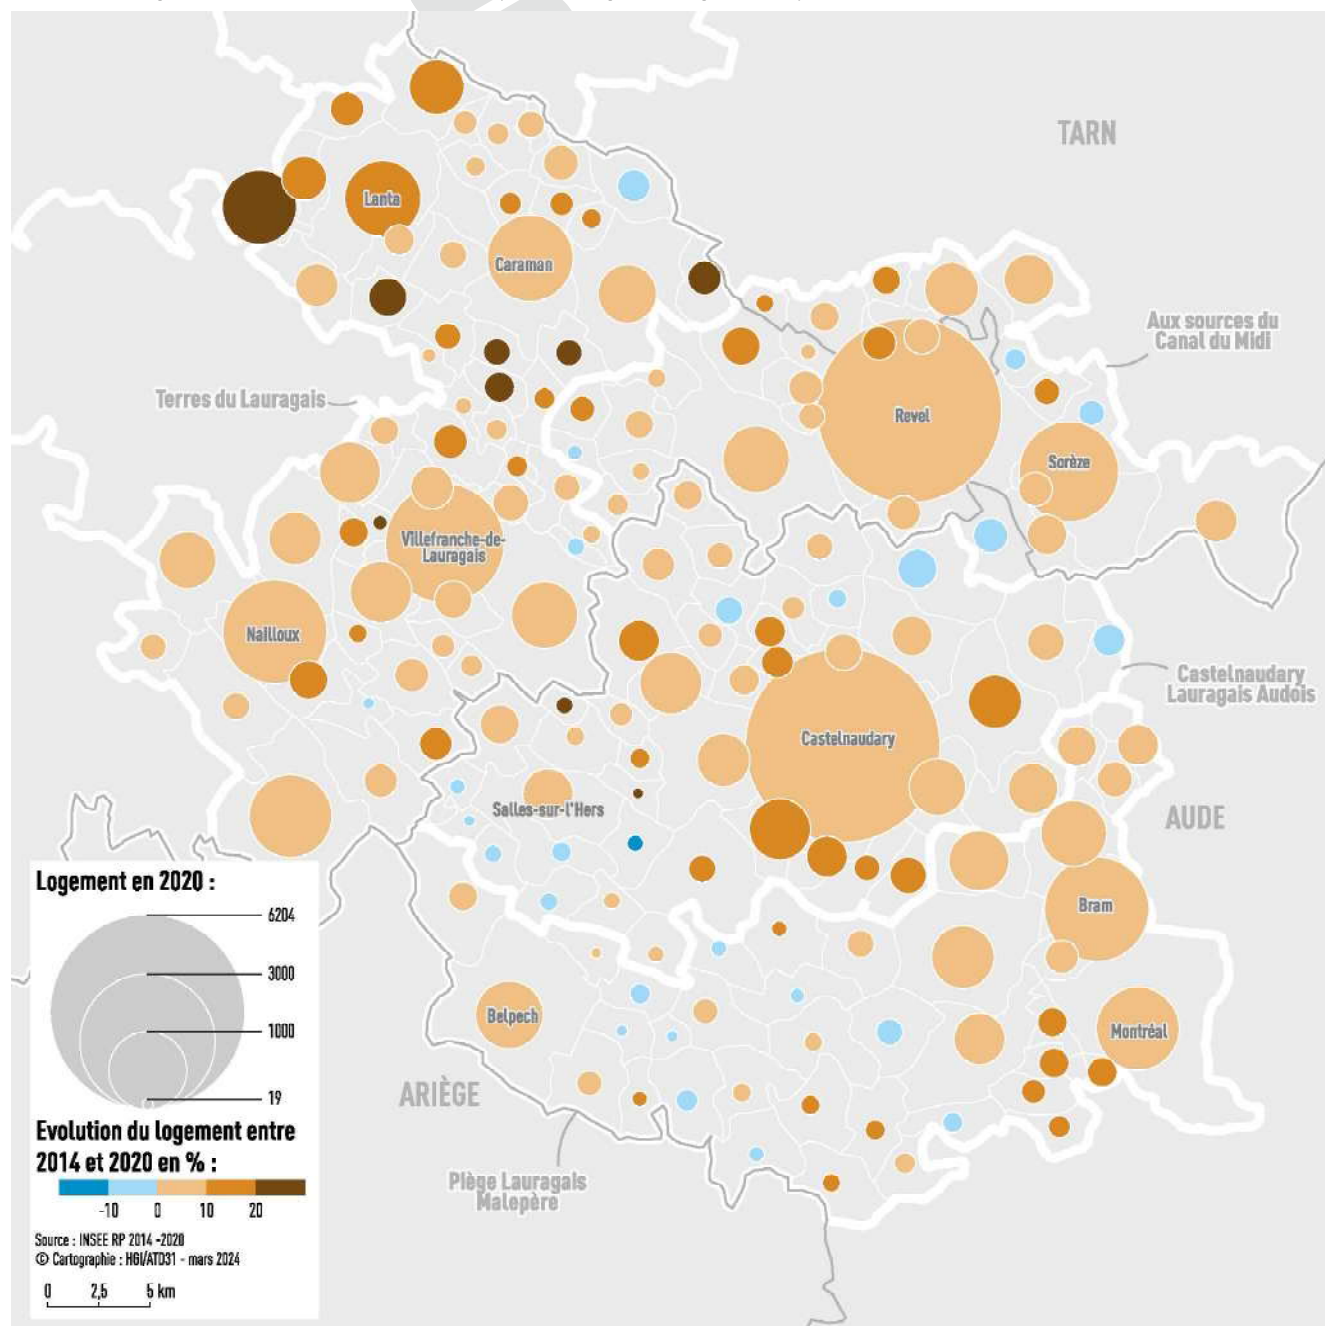 TARN
Lanta
Caraman
Aux sources du
Canal du Midi
Terres du Lauragais
Revel
Sorèze
Villefranche-de-
Lauragais
Nailloux
Castelnaudary
Lauragais Audois
Castelnaudary
Salles-sur-l'Hers
AUDE
Bram
Belpech
Montréal
ARIÈGE
Piège Lauragais
Malepère
Logement en 2020 :
6204
3000
1000
19
Evolution du logement entre
2014 et 2020 en % :
-10 0 10 20
Source : INSEE RP 2014 -2020
© Cartographie : HGI/ATD31 - mars 2024
0 2,5 5 km